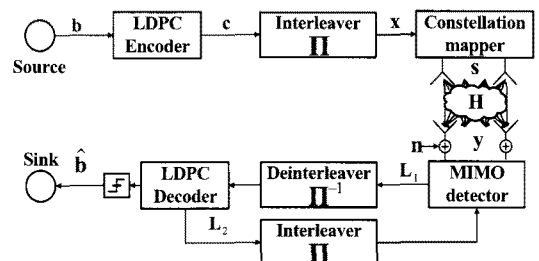 b
LDPC
Encoder
c
Interleaver
Π
x
Constellation
mapper
Source
s
H
n
y
Sink
b̂
LDPC
Decoder
Deinterleaver
Π⁻¹
L₁
MIMO
detector
L₂
Interleaver
Π